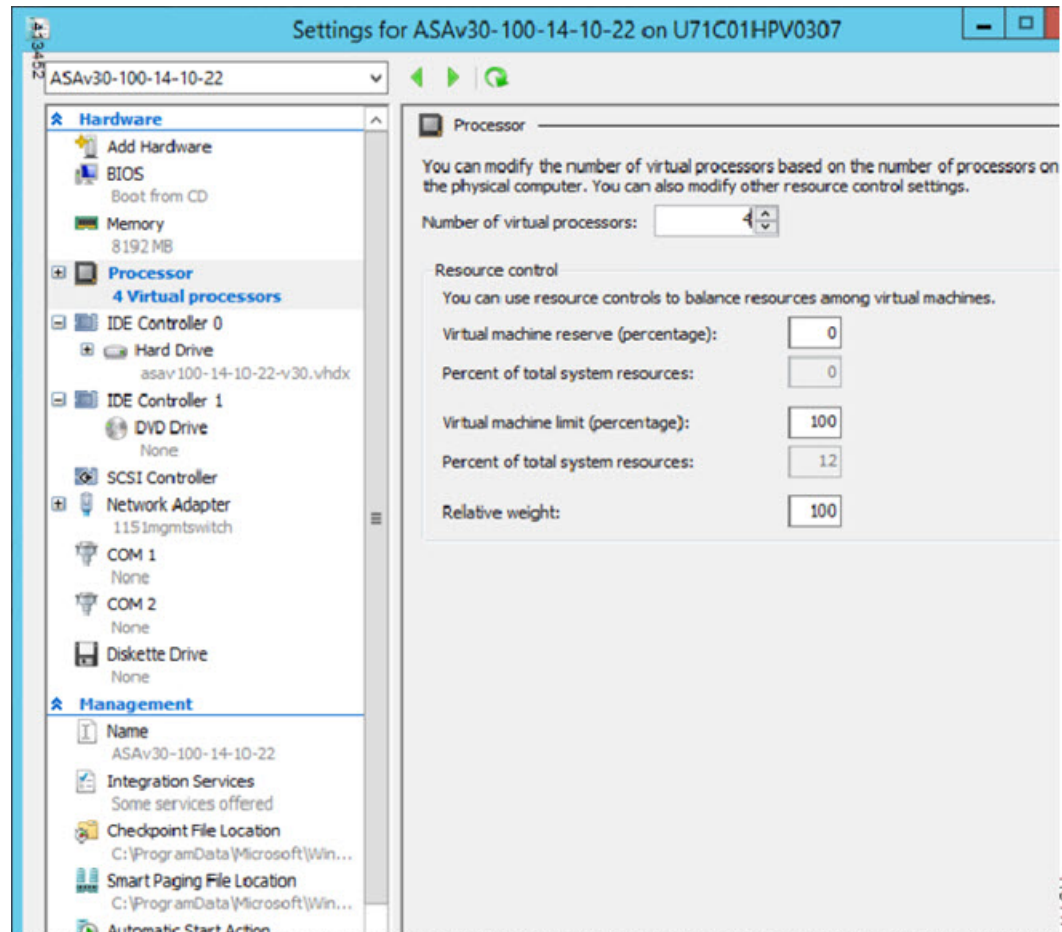 Settings for ASAv30-100-14-10-22 on U71C01HPV0307
453452
ASAv30-100-14-10-22
Hardware
Add Hardware
BIOS
Boot from CD
Memory
8192 MB
Processor
4 Virtual processors
IDE Controller 0
Hard Drive
asav100-14-10-22-v30.vhdx
IDE Controller 1
DVD Drive
None
SCSI Controller
Network Adapter
1151mgmtswitch
COM 1
None
COM 2
None
Diskette Drive
None
Management
Name
ASAv30-100-14-10-22
Integration Services
Some services offered
Checkpoint File Location
C:\ProgramData\Microsoft\Win...
Smart Paging File Location
C:\ProgramData\Microsoft\Win...
Automatic Start Action
Processor
You can modify the number of virtual processors based on the number of processors on
the physical computer. You can also modify other resource control settings.
Number of virtual processors: 4
Resource control
You can use resource controls to balance resources among virtual machines.
Virtual machine reserve (percentage): 0
Percent of total system resources: 0
Virtual machine limit (percentage): 100
Percent of total system resources: 12
Relative weight: 100